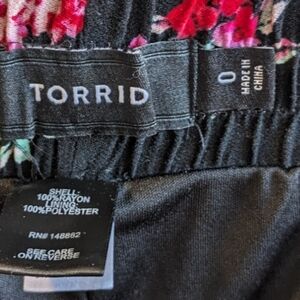 TORRID
0
MADE IN
CHINA
SHELL:
100%RAYON
LINING:
100%POLYESTER
RN# 148882
SEE CARE
ON REVERSE